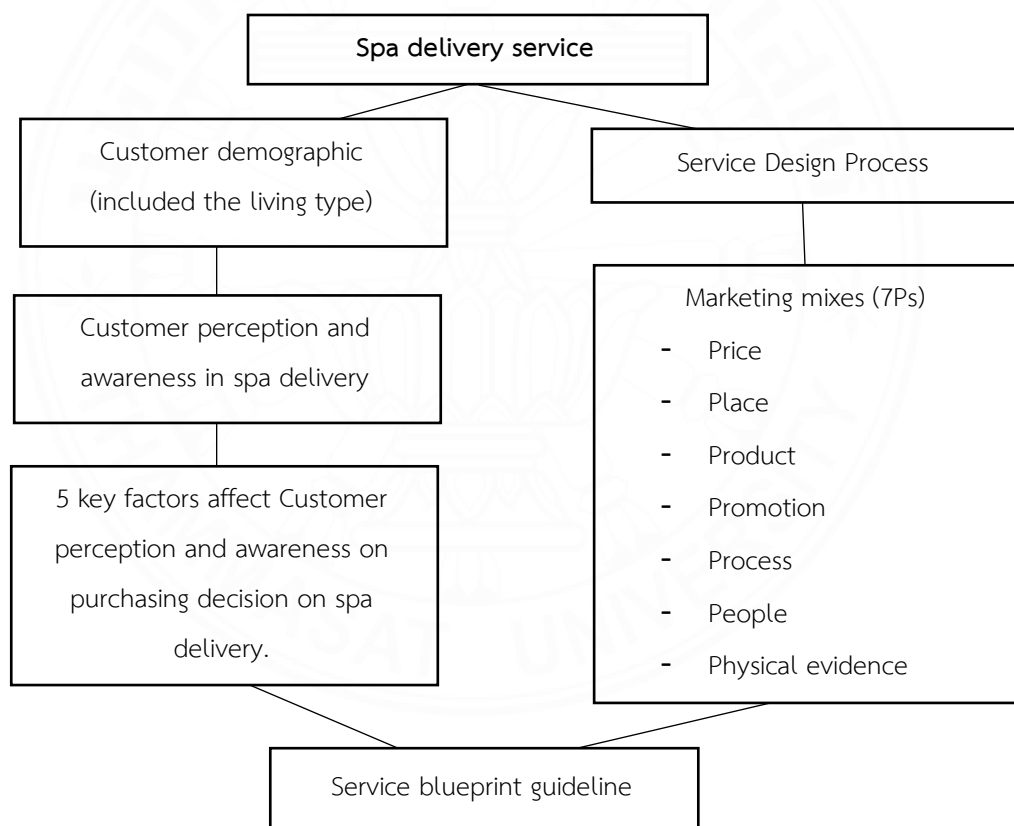 Spa delivery service
Customer demographic
(included the living type)
Service Design Process
Customer perception and
awareness in spa delivery
5 key factors affect Customer
perception and awareness on
purchasing decision on spa
delivery.
Marketing mixes (7Ps)
- Price
- Place
- Product
- Promotion
- Process
- People
- Physical evidence
Service blueprint guideline